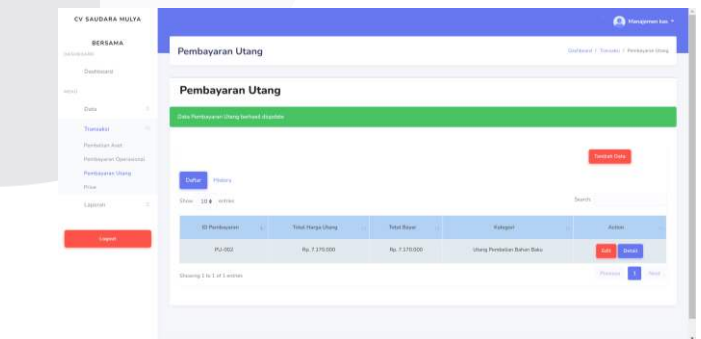 CV SAUDARA MULYA
BERSAMA
Dashboard
Data
Transaksi
Pembelian Aset
Pembayaran Operasional
Pembayaran Utang
Prive
Laporan
Logout
Manajemen kas
Pembayaran Utang
Dashboard / Transaksi / Pembayaran Utang
Pembayaran Utang
Data Pembayaran Utang berhasil diupdate
Tambah Data
Daftar History
Show 10 entries
Search:
ID Pembayaran Total Harga Utang Total Bayar Kategori Action
PU-002 Rp. 7.170.000 Rp. 7.170.000 Utang Pembelian Bahan Baku Edit Detail
Showing 1 to 1 of 1 entries
Previous 1 Next